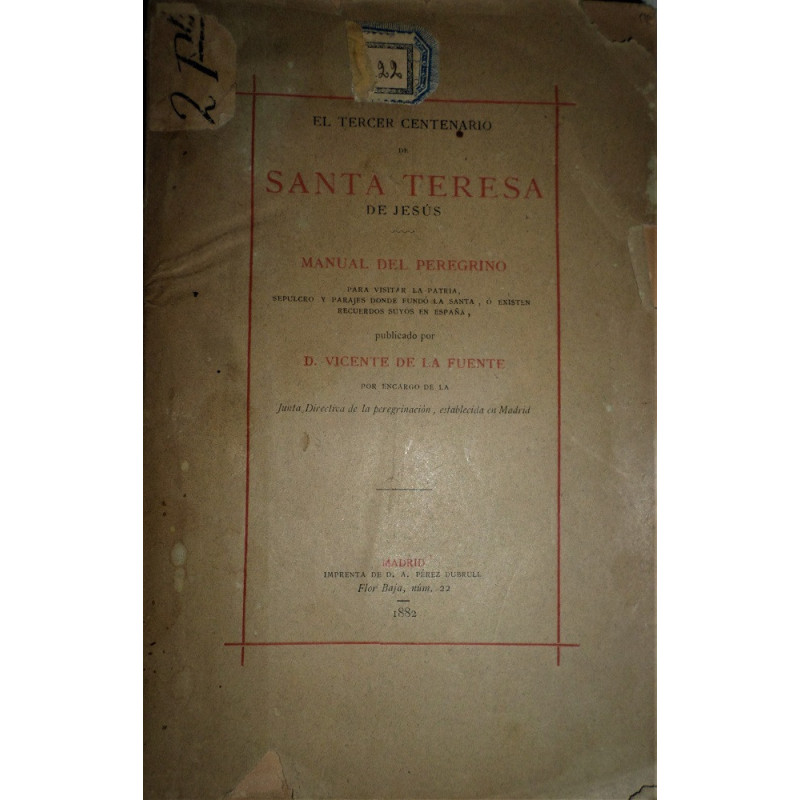 2 Pts
22
EL TERCER CENTENARIO
DE
SANTA TERESA
DE JESÚS
MANUAL DEL PEREGRINO
PARA VISITAR LA PATRIA,
SEPULCRO Y PARAJES DONDE FUNDÓ LA SANTA, Ó EXISTEN
RECUERDOS SUYOS EN ESPAÑA,
publicado por
D. VICENTE DE LA FUENTE
POR ENCARGO DE LA
Junta Directiva de la peregrinación, establecida en Madrid
MADRID
IMPRENTA DE D. A. PÉREZ DUBRULL
Flor Baja, núm. 22
1882